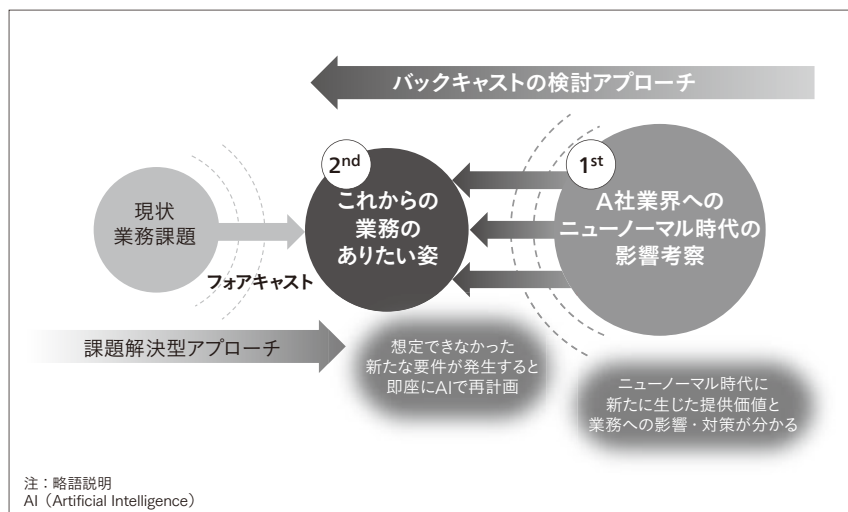 バックキャストの検討アプローチ
2nd
1st
現状
業務課題
フォアキャスト
これからの
業務の
ありたい姿
A社業界への
ニューノーマル時代の
影響考察
課題解決型アプローチ
想定できなかった
新たな要件が発生すると
即座にAIで再計画
ニューノーマル時代に
新たに生じた提供価値と
業務への影響・対策が分かる
注：略語説明
AI（Artificial Intelligence）